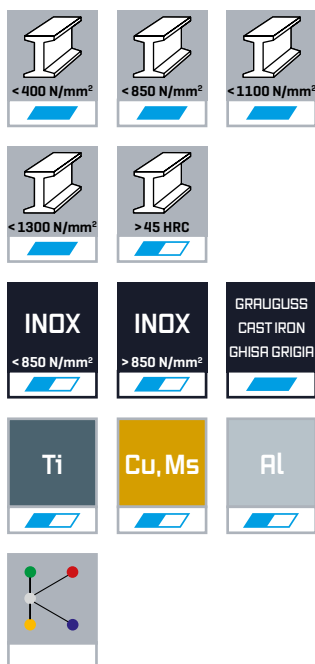 <400 N/mm²
<850 N/mm²
<1100 N/mm²
<1300 N/mm²
>45 HRC
INOX
<850 N/mm²
INOX
>850 N/mm²
GRAUGUSS
CAST IRON
GHISA GRIGIA
Ti
Cu, Ms
Al